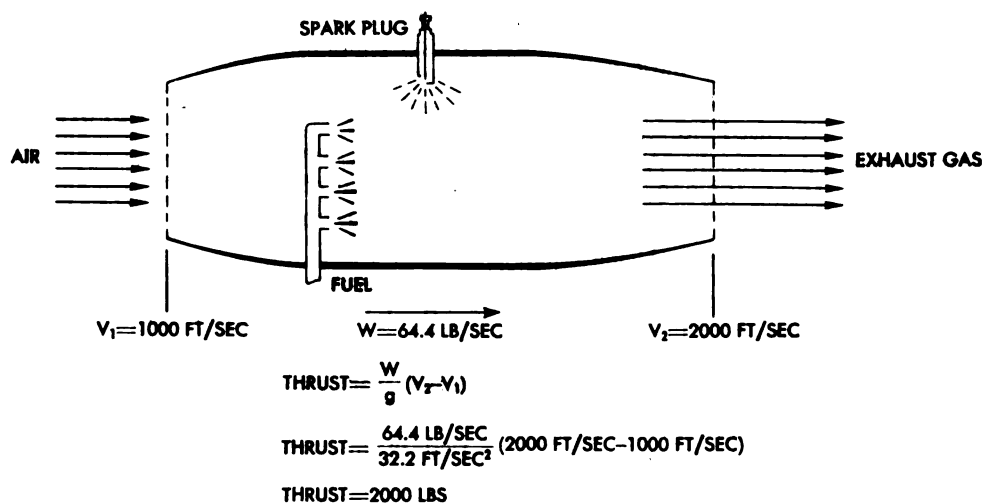 SPARK PLUG
AIR
EXHAUST GAS
FUEL
V₁=1000 FT/SEC
W=64.4 LB/SEC
V₂=2000 FT/SEC
THRUST= W/g (V₂–V₁)
THRUST= 64.4 LB/SEC / 32.2 FT/SEC² (2000 FT/SEC–1000 FT/SEC)
THRUST=2000 LBS